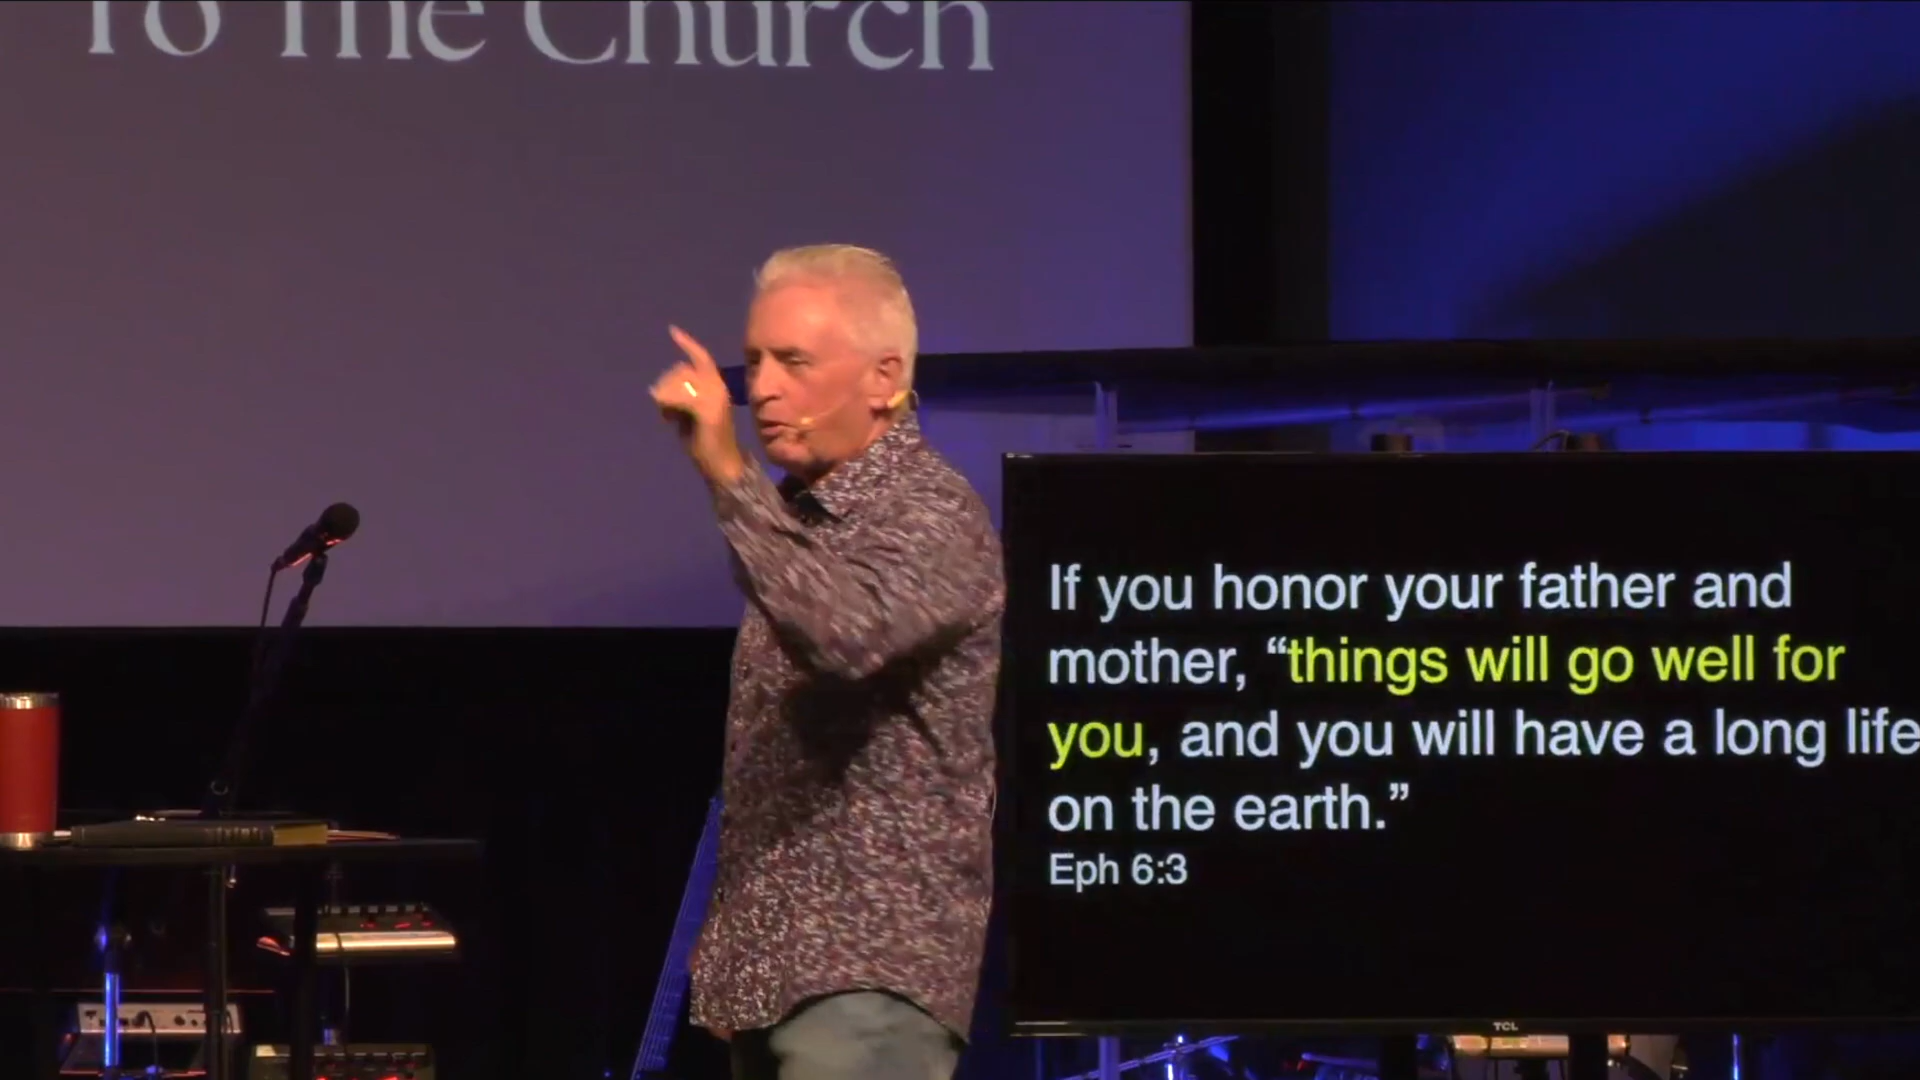 To The Church
If you honor your father and
mother, “things will go well for
you, and you will have a long life
on the earth.”
Eph 6:3
TCL